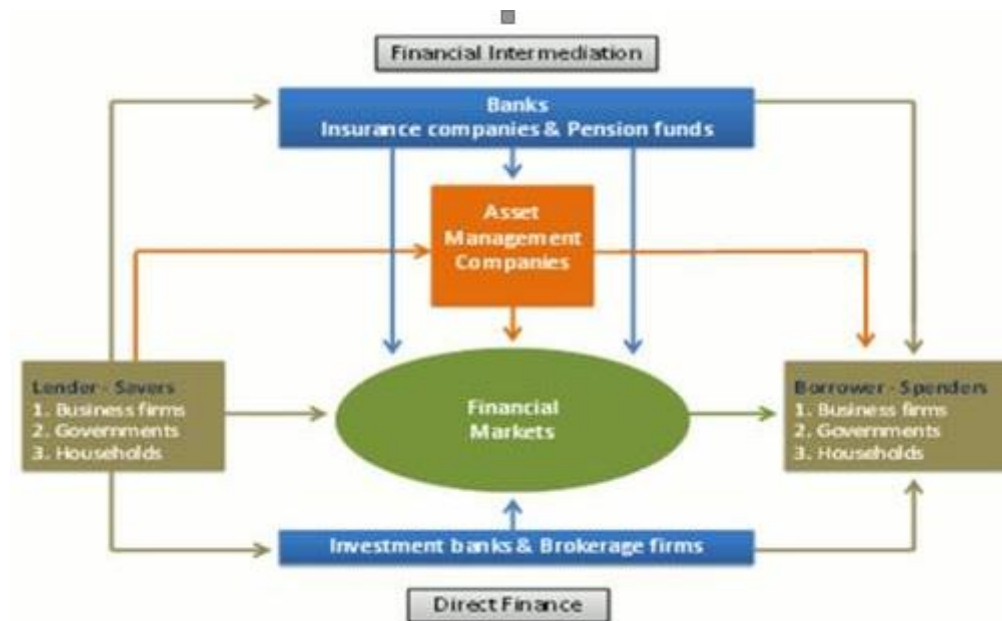 Financial Intermediation
Banks
Insurance companies & Pension funds
Asset
Management
Companies
Lender - Savers
1. Business firms
2. Governments
3. Households
Financial
Markets
Borrower - Spenders
1. Business firms
2. Governments
3. Households
Investment banks & Brokerage firms
Direct Finance